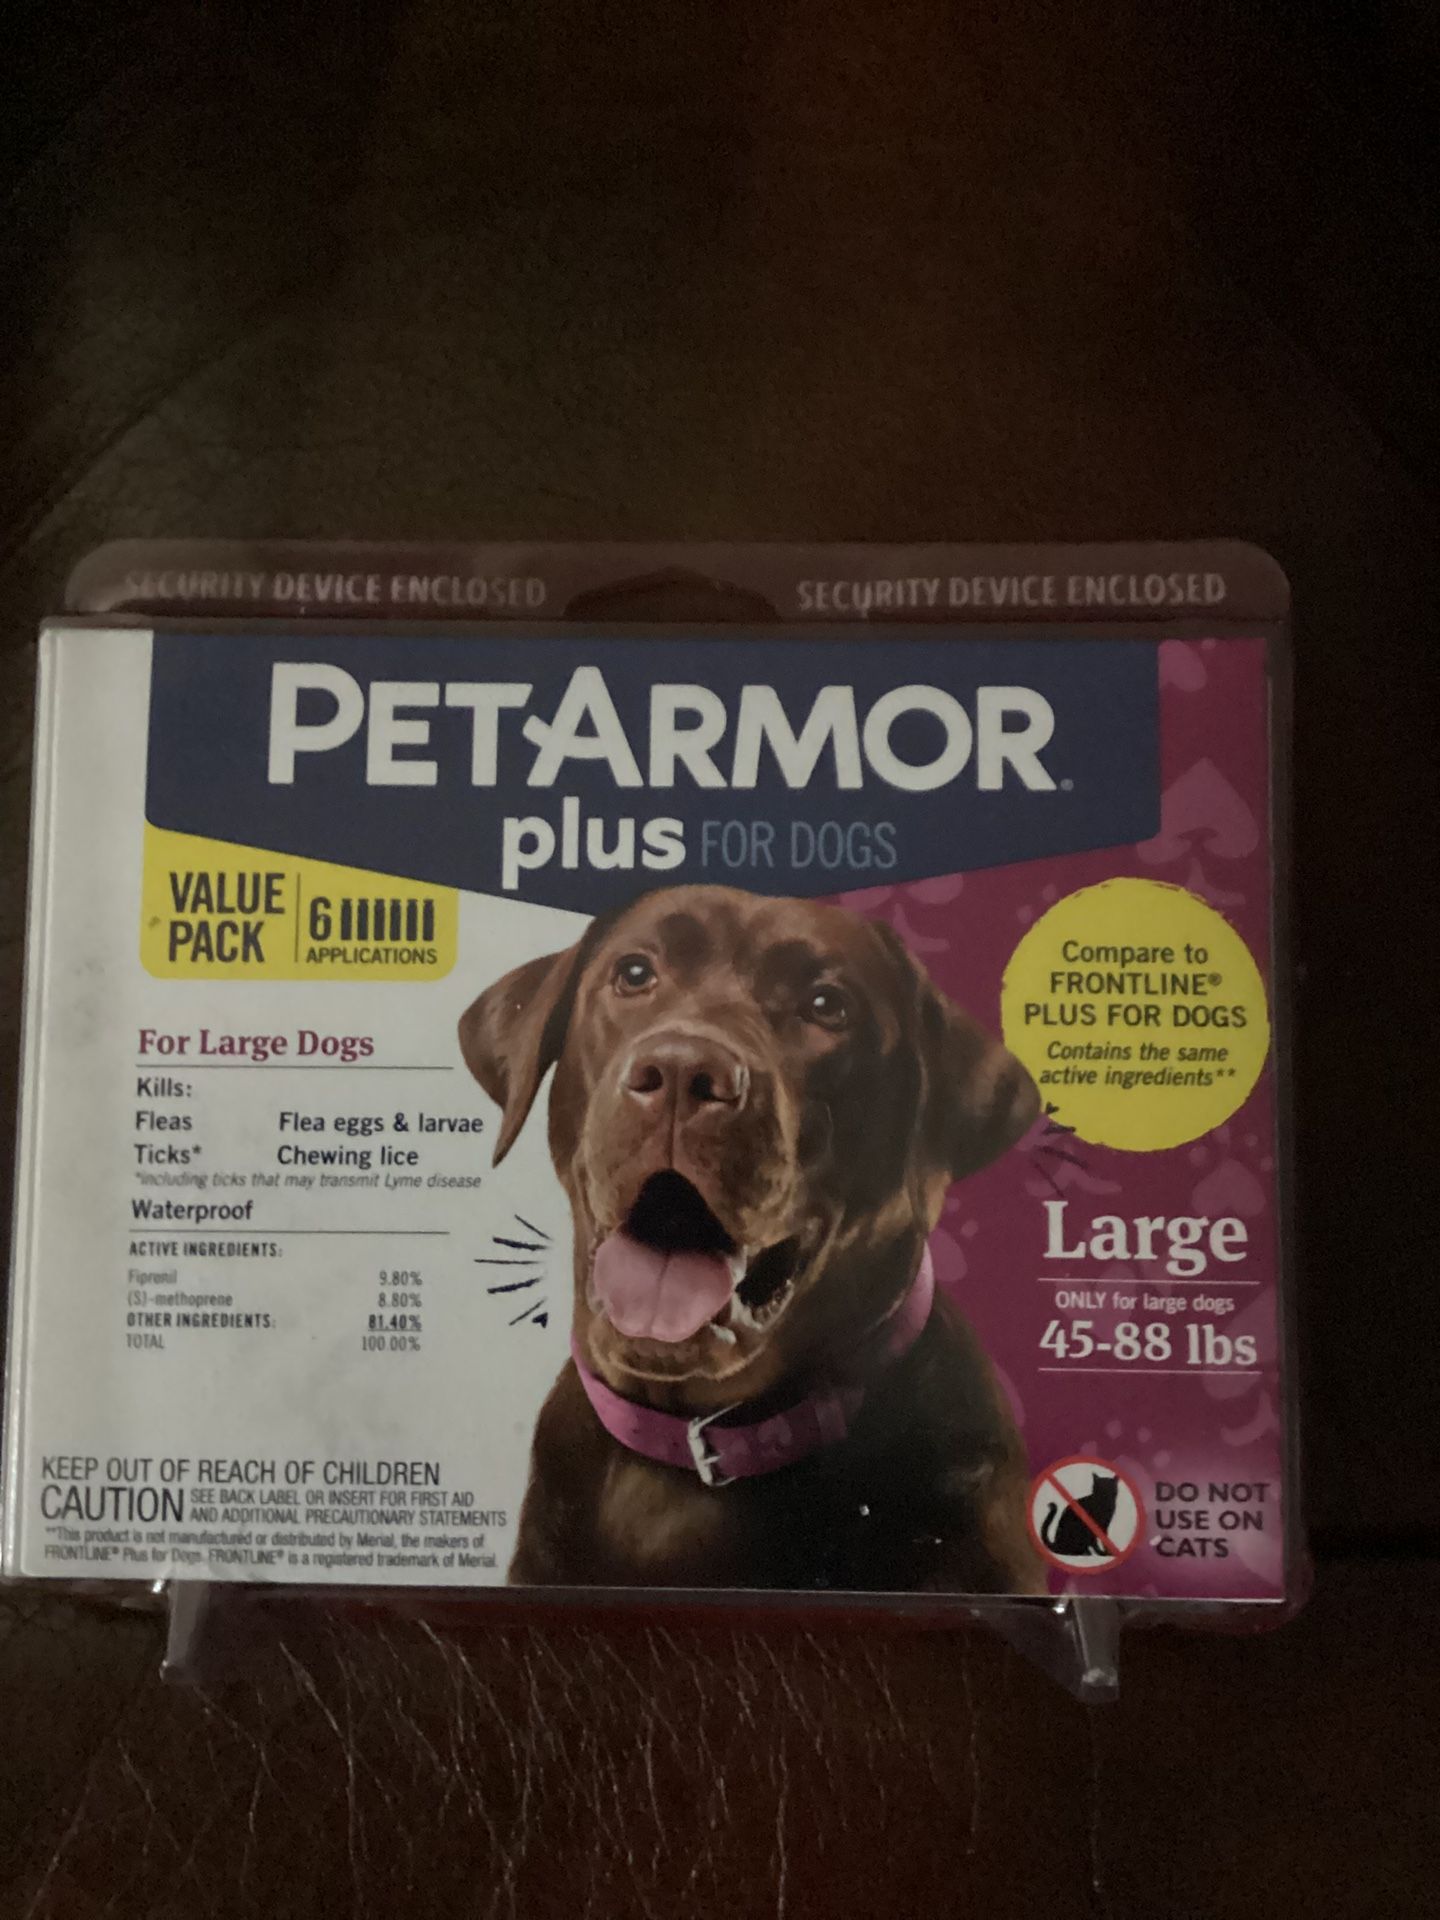 SECURITY DEVICE ENCLOSED SECURITY DEVICE ENCLOSED
PETARMOR®
plus FOR DOGS
VALUE
PACK
6
APPLICATIONS
Compare to
FRONTLINE®
PLUS FOR DOGS
Contains the same
active ingredients**
For Large Dogs
Kills:
Fleas Flea eggs & larvae
Ticks* Chewing lice
*including ticks that may transmit Lyme disease
Waterproof
ACTIVE INGREDIENTS:
Fipronil 9.80%
(S)-methoprene 8.80%
OTHER INGREDIENTS: 81.40%
TOTAL 100.00%
Large
ONLY for large dogs
45-88 lbs
KEEP OUT OF REACH OF CHILDREN
CAUTION SEE BACK LABEL OR INSERT FOR FIRST AID
AND ADDITIONAL PRECAUTIONARY STATEMENTS
**This product is not manufactured or distributed by Merial, the makers of
FRONTLINE® Plus for Dogs. FRONTLINE® is a registered trademark of Merial.
DO NOT
USE ON
CATS